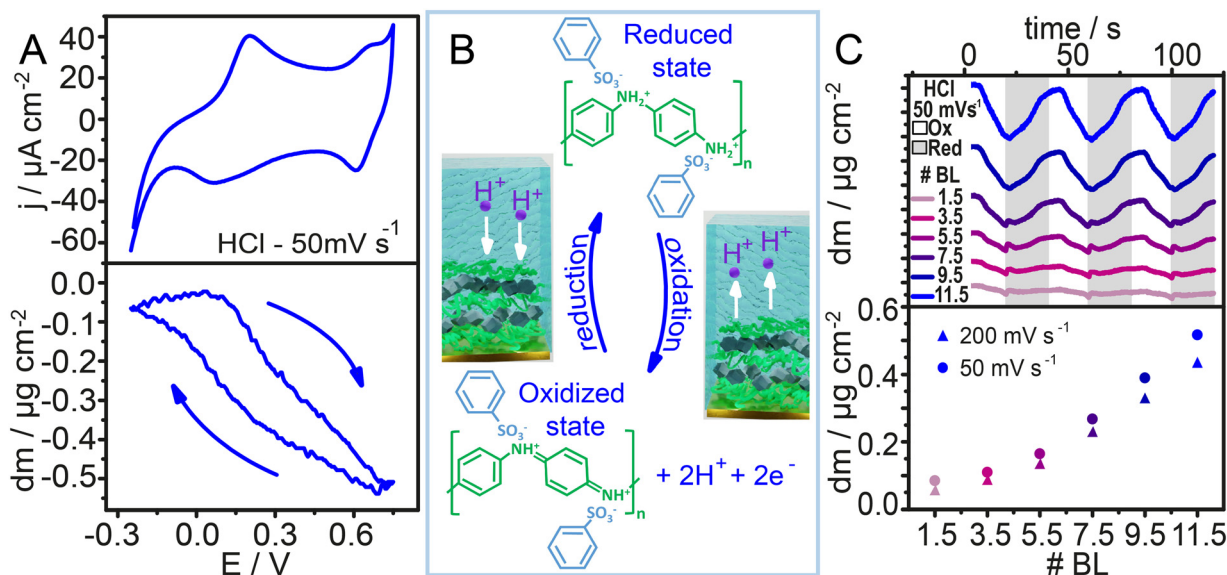 A
40
20
0
-20
-40
-60
j / µA cm⁻²
HCl - 50mV s⁻¹
0.0
-0.1
-0.2
-0.3
-0.4
-0.5
dm / µg cm⁻²
-0.3 0.0 0.3 0.6
E / V
B
Reduced
state
SO₃⁻
NH₂⁺
NH₂⁺
n
SO₃⁻
H⁺
H⁺
H⁺
H⁺
reduction
oxidation
Oxidized
state
SO₃⁻
NH⁺
+ 2H⁺ + 2e⁻
NH⁺
n
SO₃⁻
C
time / s
0 50 100
HCl
50 mVs⁻¹
Ox
Red
# BL
1.5
3.5
5.5
7.5
9.5
11.5
dm / µg cm⁻²
0.6
0.4
0.2
0.0
dm / µg cm⁻²
200 mV s⁻¹
50 mV s⁻¹
1.5 3.5 5.5 7.5 9.5 11.5
# BL